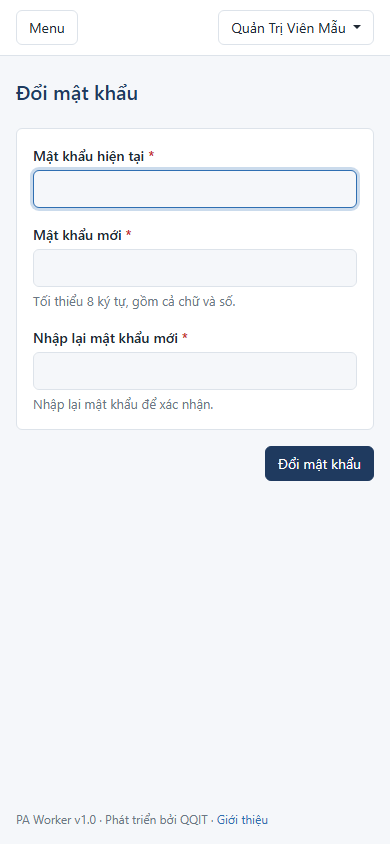 Menu
Quản Trị Viên Mẫu
Đổi mật khẩu
Mật khẩu hiện tại *
Mật khẩu mới *
Tối thiểu 8 ký tự, gồm cả chữ và số.
Nhập lại mật khẩu mới *
Nhập lại mật khẩu để xác nhận.
Đổi mật khẩu
PA Worker v1.0 · Phát triển bởi QQIT · Giới thiệu